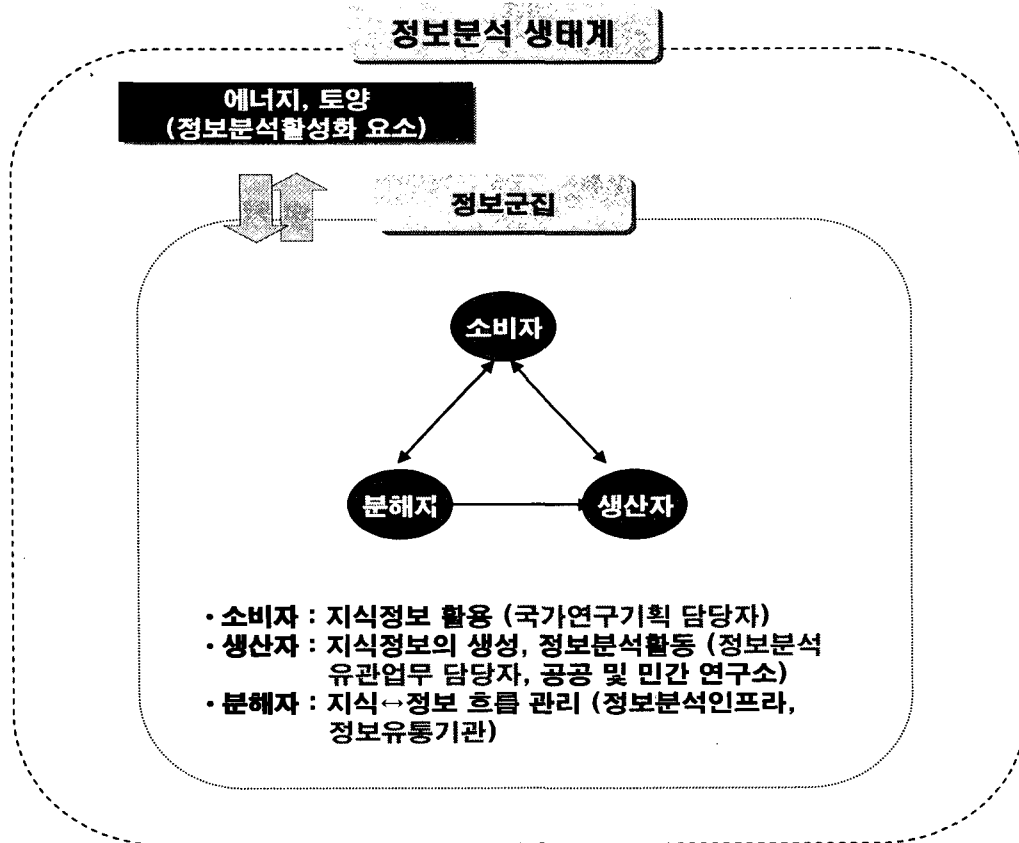 정보분석 생태계
에너지, 토양
(정보분석활성화 요소)
정보군집
소비자
분해자
생산자
• 소비자 : 지식정보 활용 (국가연구기획 담당자)
• 생산자 : 지식정보의 생성, 정보분석활동 (정보분석
유관업무 담당자, 공공 및 민간 연구소)
• 분해자 : 지식↔정보 흐름 관리 (정보분석인프라,
정보유통기관)